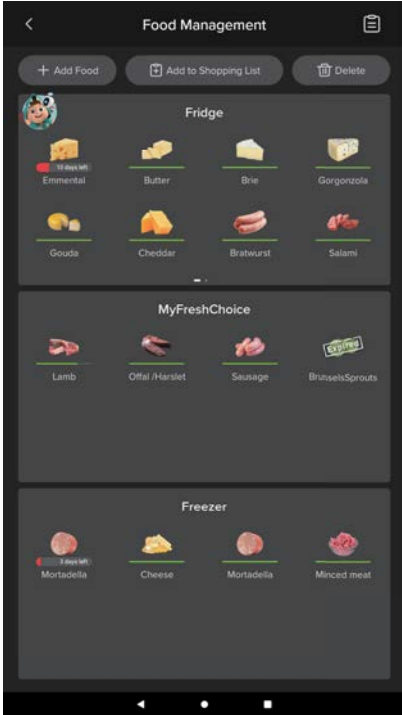 Food Management
+ Add Food
Add to Shopping List
Delete
Fridge
10 days left
Emmental
Butter
Brie
Gorgonzola
Gouda
Cheddar
Bratwurst
Salami
MyFreshChoice
Expired
Lamb
Offal /Harslet
Sausage
BrusselsSprouts
Freezer
3 days left
Mortadella
Cheese
Mortadella
Minced meat